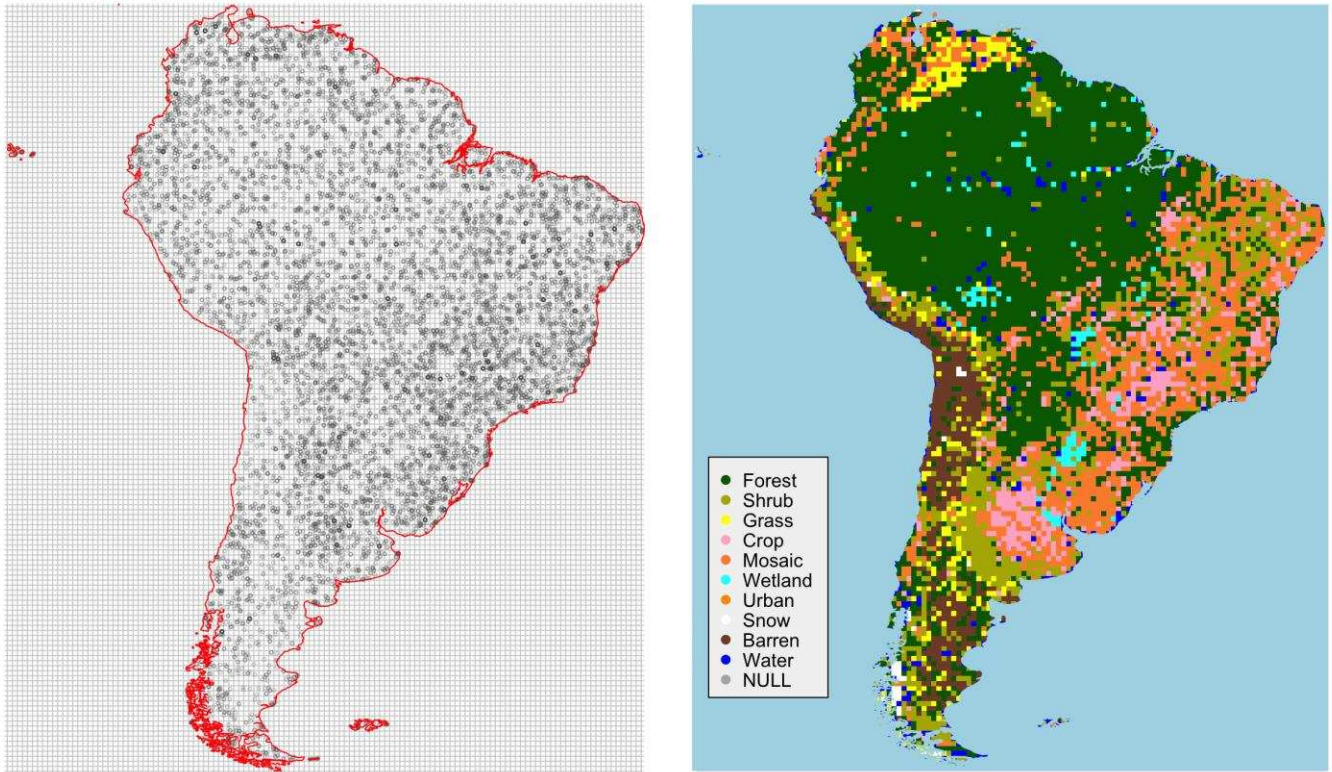 Forest
Shrub
Grass
Crop
Mosaic
Wetland
Urban
Snow
Barren
Water
NULL